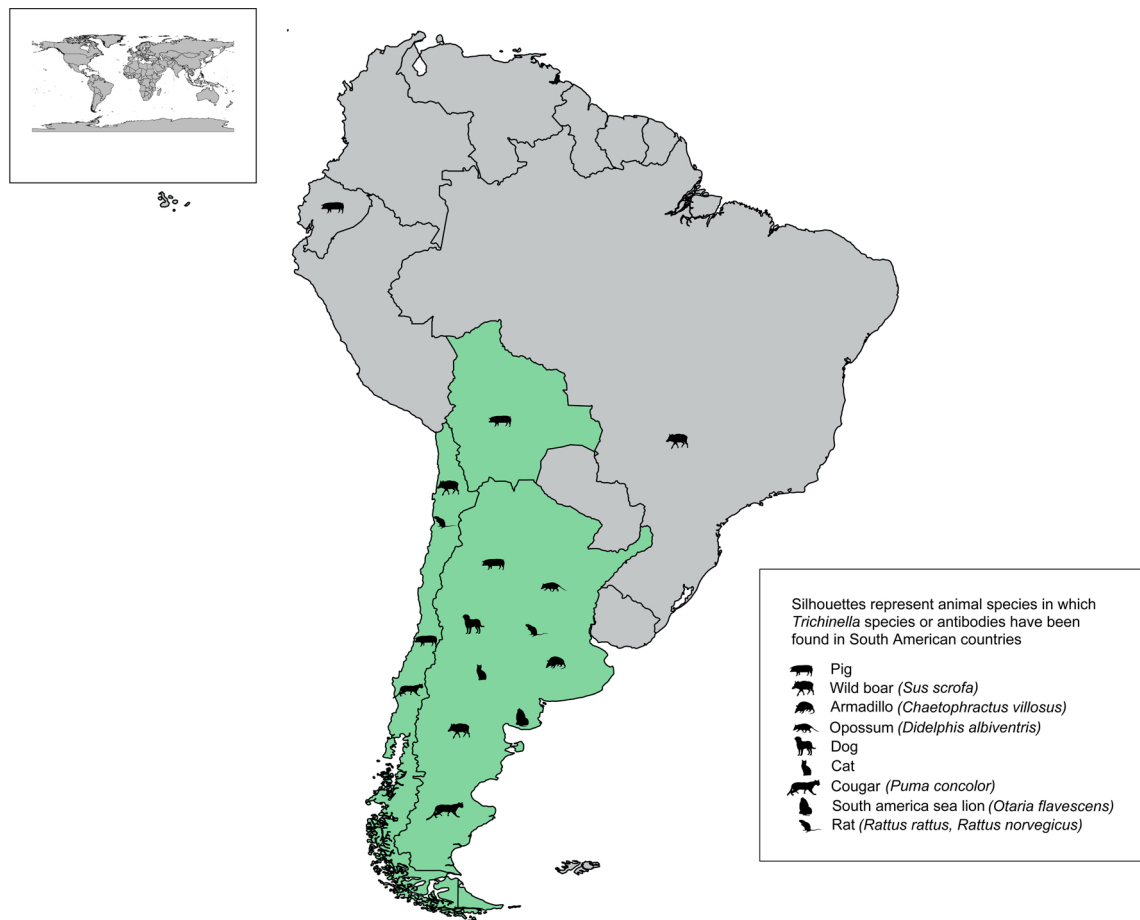 Silhouettes represent animal species in which
Trichinella species or antibodies have been
found in South American countries
Pig
Wild boar (Sus scrofa)
Armadillo (Chaetophractus villosus)
Opossum (Didelphis albiventris)
Dog
Cat
Cougar (Puma concolor)
South america sea lion (Otaria flavescens)
Rat (Rattus rattus, Rattus norvegicus)